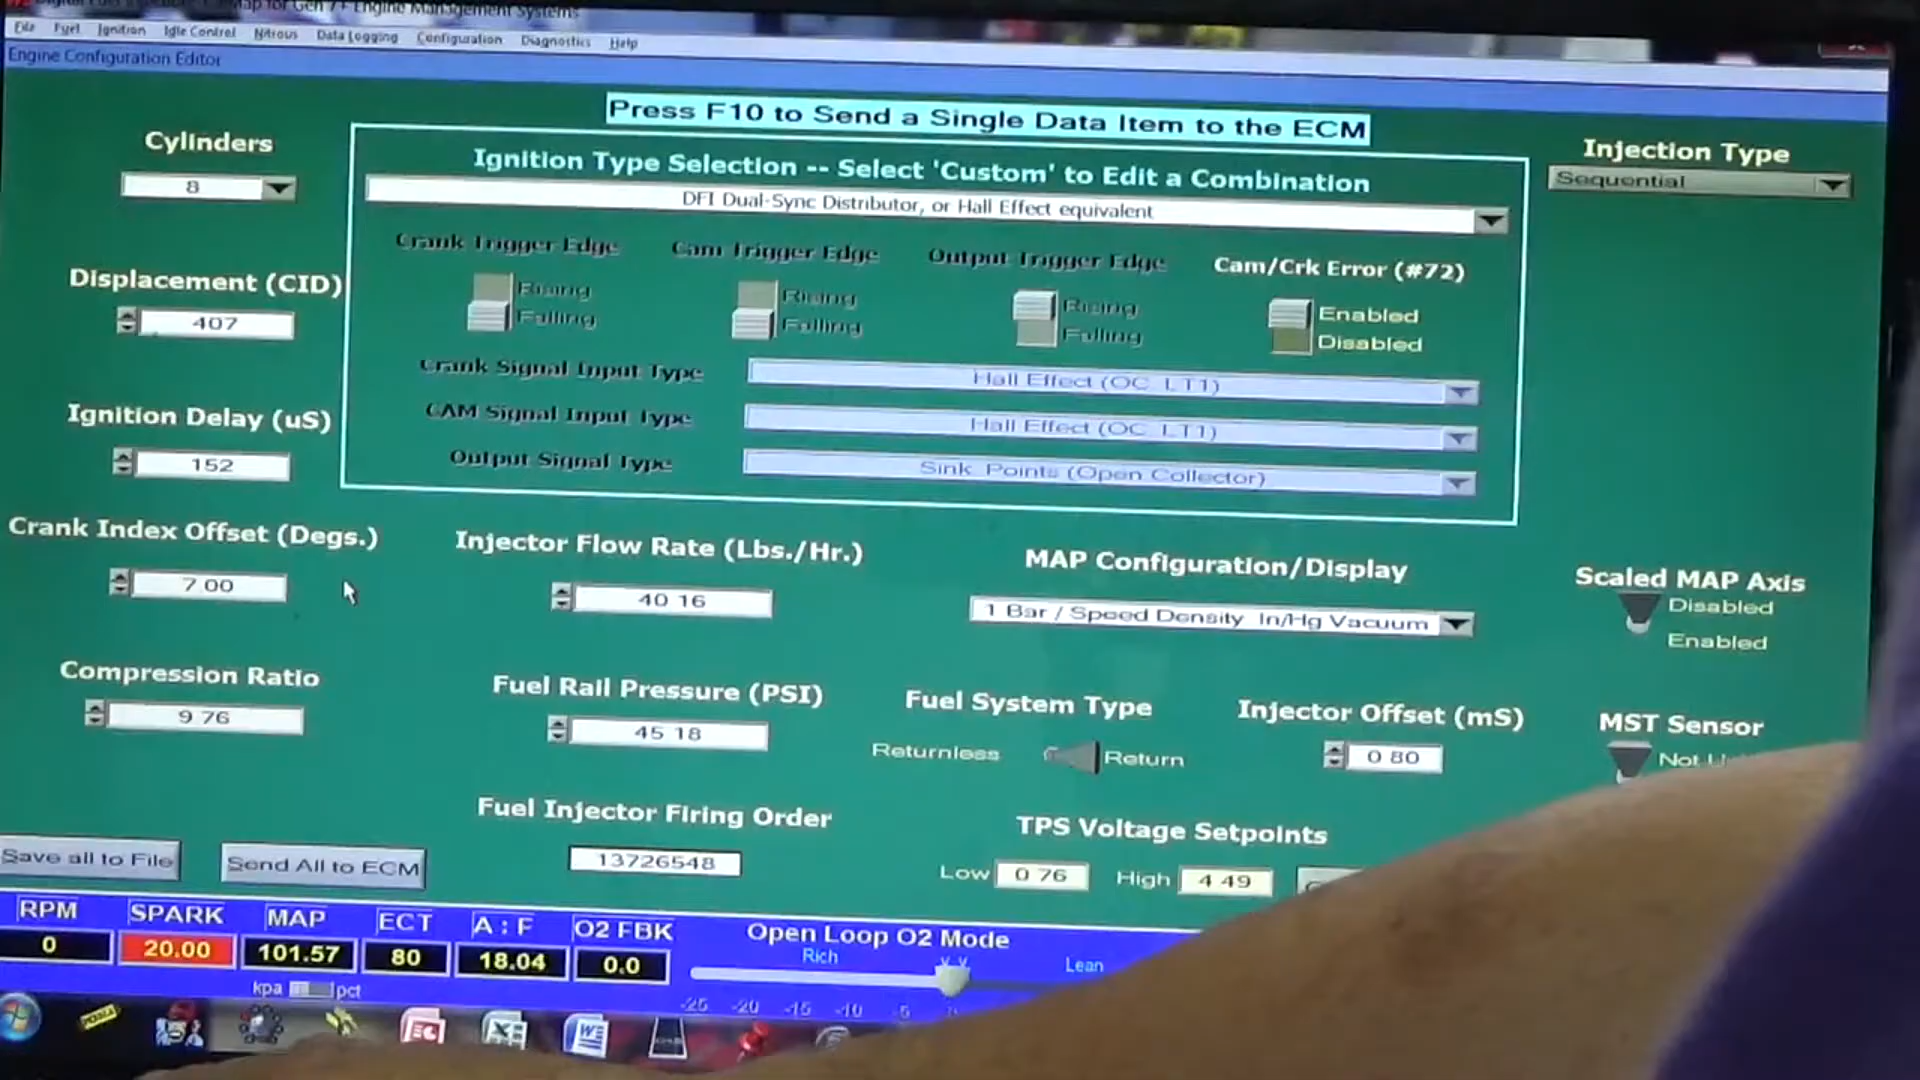 Map for Gen 7+ Engine Management Systems
File Fuel Ignition Idle Control Nitrous Data Logging Configuration Diagnostics Help
Engine Configuration Editor
Press F10 to Send a Single Data Item to the ECM
Cylinders
8
Ignition Type Selection -- Select 'Custom' to Edit a Combination
DFI Dual-Sync Distributor, or Hall Effect equivalent
Injection Type
Sequential
Crank Trigger Edge
Rising
Falling
Cam Trigger Edge
Rising
Falling
Output Trigger Edge
Rising
Falling
Cam/Crk Error (#72)
Enabled
Disabled
Displacement (CID)
407
Crank Signal Input Type
Hall Effect (OC LT1)
CAM Signal Input Type
Hall Effect (OC LT1)
Output Signal Type
Sink Points (Open Collector)
Ignition Delay (uS)
152
Crank Index Offset (Degs.)
7 00
Injector Flow Rate (Lbs./Hr.)
40 16
MAP Configuration/Display
1 Bar / Speed Density In/Hg Vacuum
Scaled MAP Axis
Disabled
Enabled
Compression Ratio
9 76
Fuel Rail Pressure (PSI)
45 18
Fuel System Type
Returnless
Return
Injector Offset (mS)
0 80
MST Sensor
Not
Fuel Injector Firing Order
13726548
TPS Voltage Setpoints
Low 0 76 High 4 49
Save all to File
Send All to ECM
RPM
0
SPARK
20.00
MAP
101.57
kpa pct
ECT
80
A : F
18.04
O2 FBK
0.0
Open Loop O2 Mode
Rich
Lean
-25 -20 -15 -10 -5